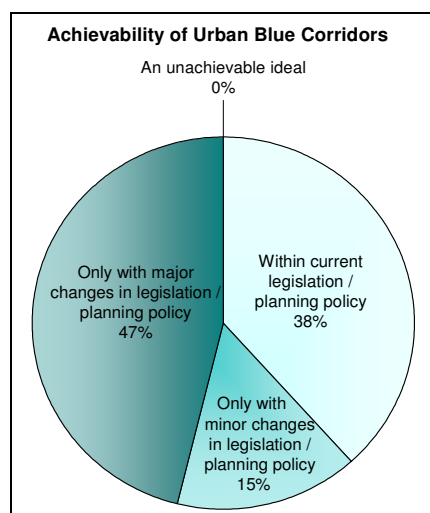 Achievability of Urban Blue Corridors
An unachievable ideal
0%
Within current
legislation /
planning policy
38%
Only with major
changes in legislation /
planning policy
47%
Only with
minor changes
in legislation /
planning policy
15%